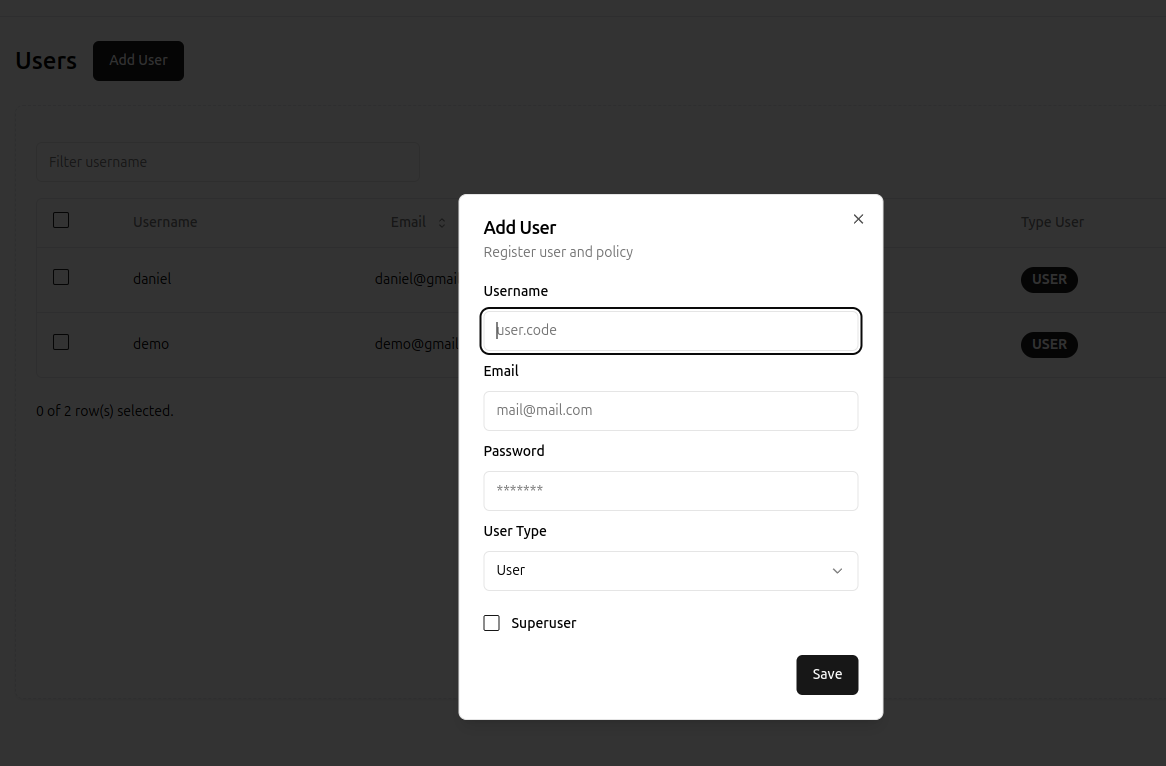 Users
Add User
Filter username
Username Email Type User
daniel daniel@gmai USER
demo demo@gmail USER
0 of 2 row(s) selected.
Add User
Register user and policy
Username
user.code
Email
mail@mail.com
Password
*******
User Type
User
Superuser
Save